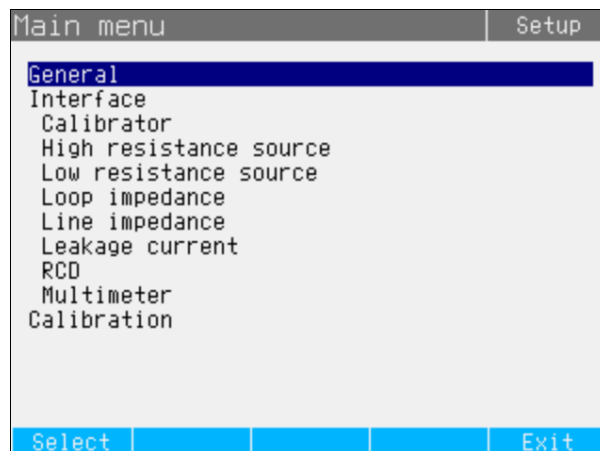 Main menu Setup
General
Interface
Calibrator
High resistance source
Low resistance source
Loop impedance
Line impedance
Leakage current
RCD
Multimeter
Calibration
Select Exit